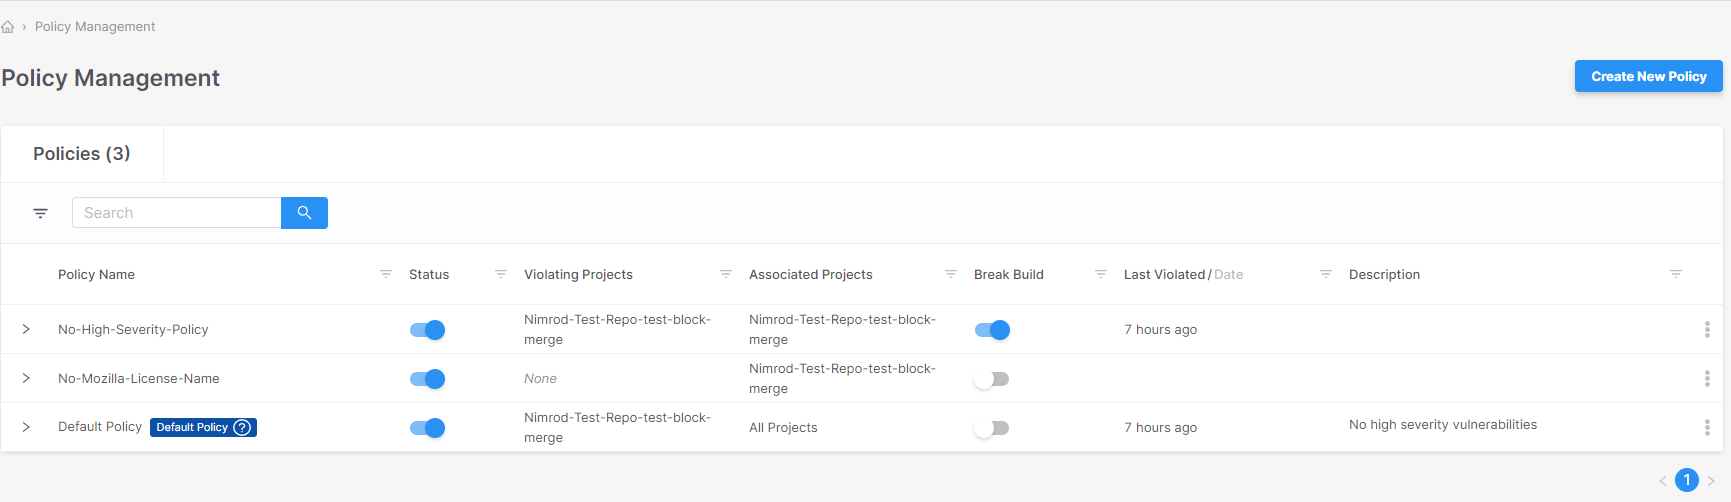 › Policy Management
Policy Management
Create New Policy
Policies (3)
Search
Policy Name Status Violating Projects Associated Projects Break Build Last Violated / Date Description
No-High-Severity-Policy Nimrod-Test-Repo-test-block- Nimrod-Test-Repo-test-block- 7 hours ago
merge merge
No-Mozilla-License-Name None Nimrod-Test-Repo-test-block-
merge
Default Policy Default Policy ? Nimrod-Test-Repo-test-block- All Projects 7 hours ago No high severity vulnerabilities
merge
< 1 >